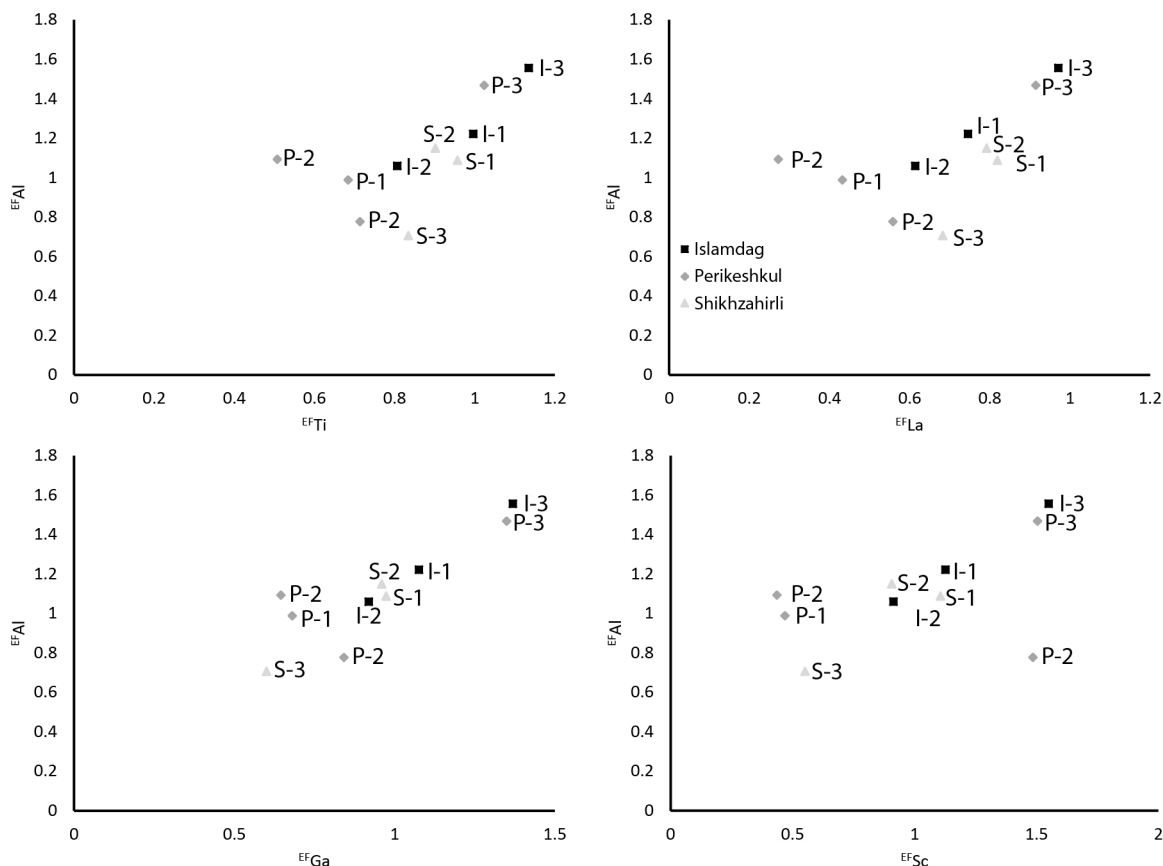 1.8
1.6
1.4
1.2
1
0.8
0.6
0.4
0.2
0
EFAl
I-3
P-3
S-2
I-1
P-2
I-2
S-1
P-1
P-2
S-3
0 0.2 0.4 0.6 0.8 1 1.2
EFTi
1.8
1.6
1.4
1.2
1
0.8
0.6
0.4
0.2
0
EFAl
I-3
P-3
I-1
S-2
P-2
I-2
S-1
P-1
P-2
S-3
Islamdag
Perikeshkul
Shikhzahirli
0 0.2 0.4 0.6 0.8 1 1.2
EFLa
1.8
1.6
1.4
1.2
1
0.8
0.6
0.4
0.2
0
EFAl
I-3
P-3
S-2
I-1
P-2
S-1
P-1
I-2
P-2
S-3
0 0.5 1 1.5
EFGa
1.8
1.6
1.4
1.2
1
0.8
0.6
0.4
0.2
0
EFAl
I-3
P-3
S-2
I-1
P-2
S-1
P-1
I-2
P-2
S-3
0 0.5 1 1.5 2
EFSc